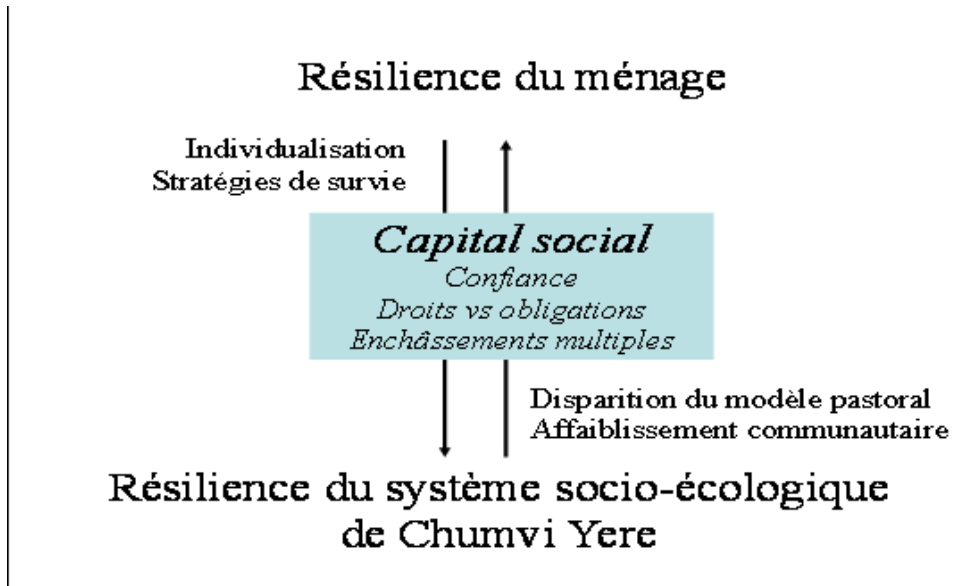 Résilience du ménage
Individualisation
Stratégies de survie
Capital social
Confiance
Droits vs obligations
Enchâssements multiples
Disparition du modèle pastoral
Affaiblissement communautaire
Résilience du système socio-écologique
de Chumvi Yere